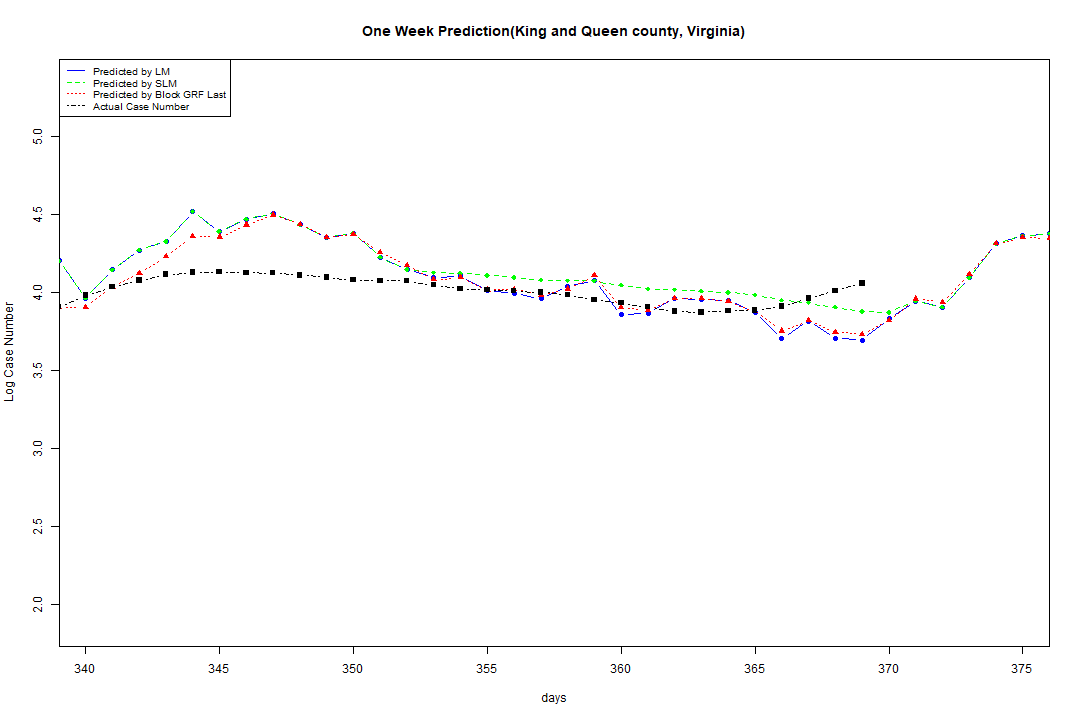 One Week Prediction(King and Queen county, Virginia)
Predicted by LM
Predicted by SLM
Predicted by Block GRF Last
Actual Case Number
Log Case Number
5.0
4.5
4.0
3.5
3.0
2.5
2.0
340 345 350 355 360 365 370 375
days